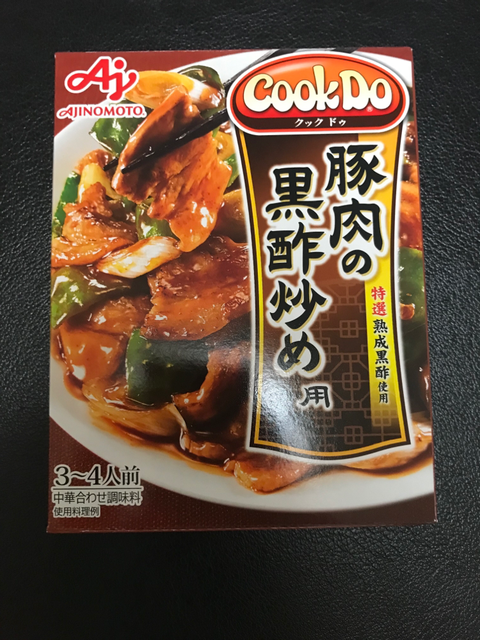 Aj
AJINOMOTO®
CookDo
クック ドゥ
豚肉の
黒酢炒め用
特選熟成黒酢使用
3~4人前
中華合わせ調味料
使用料理例